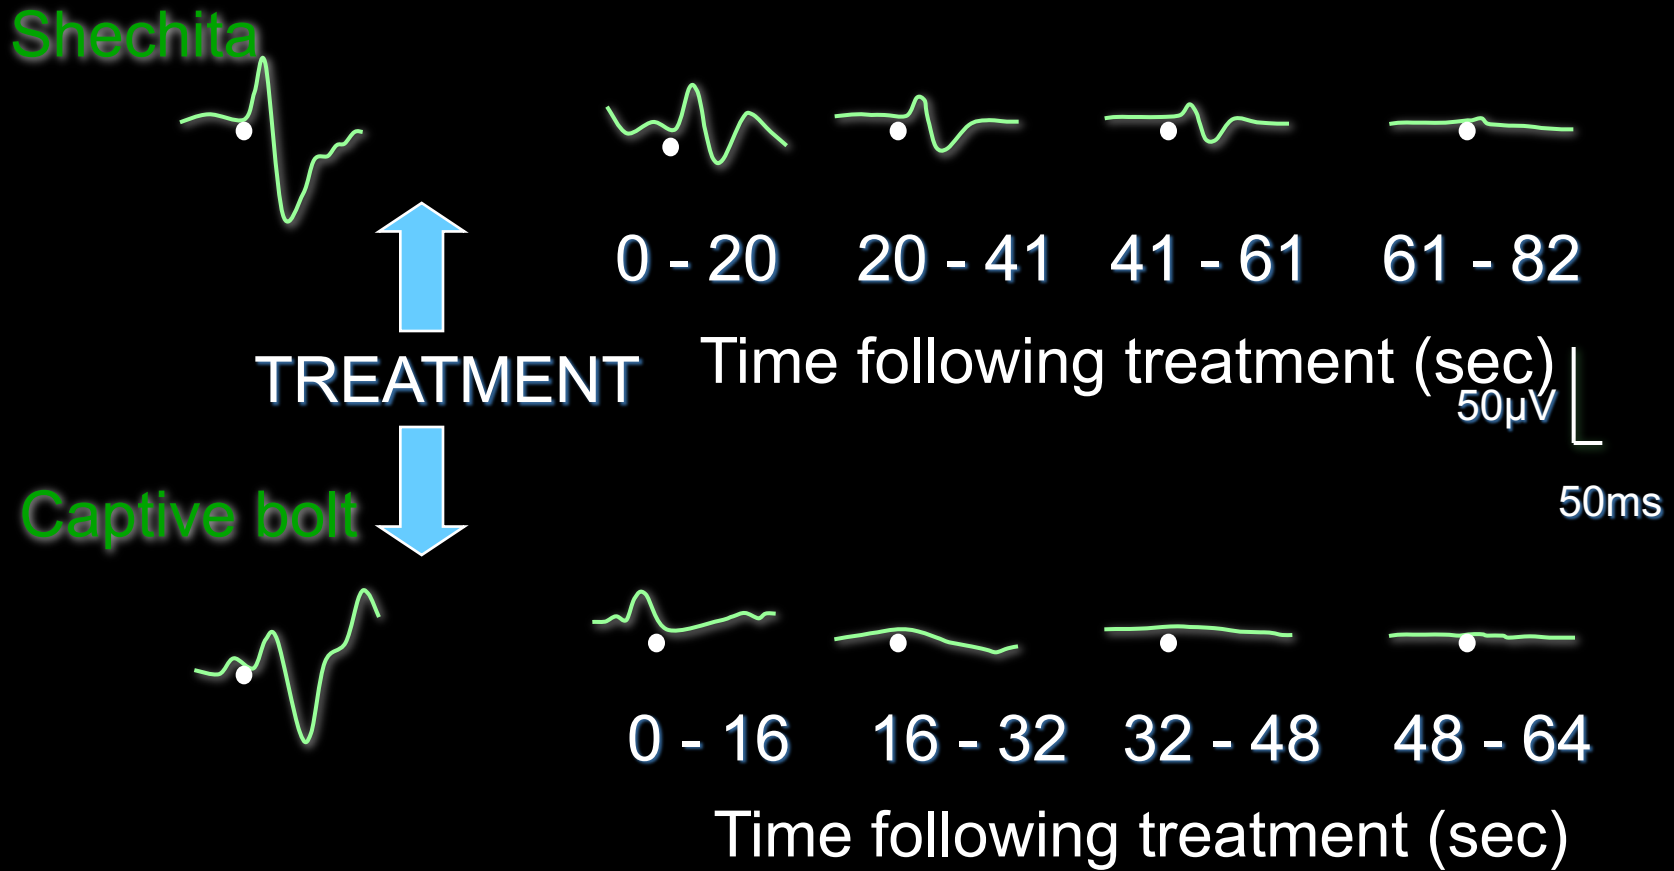 Shechita
0 - 20 20 - 41 41 - 61 61 - 82
Time following treatment (sec)
TREATMENT
50µV
50ms
Captive bolt
0 - 16 16 - 32 32 - 48 48 - 64
Time following treatment (sec)